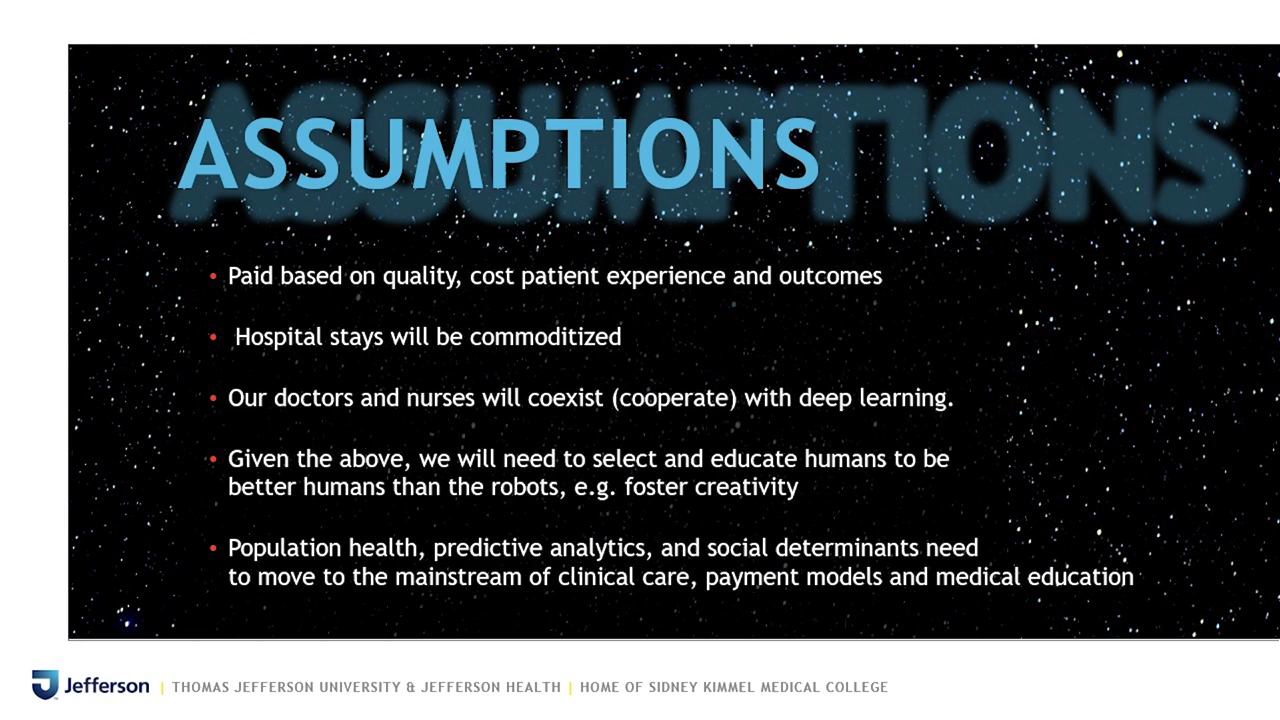 ASSUMPTIONS
• Paid based on quality, cost patient experience and outcomes
• Hospital stays will be commoditized
• Our doctors and nurses will coexist (cooperate) with deep learning.
• Given the above, we will need to select and educate humans to be
better humans than the robots, e.g. foster creativity
• Population health, predictive analytics, and social determinants need
to move to the mainstream of clinical care, payment models and medical education
Jefferson | THOMAS JEFFERSON UNIVERSITY & JEFFERSON HEALTH | HOME OF SIDNEY KIMMEL MEDICAL COLLEGE